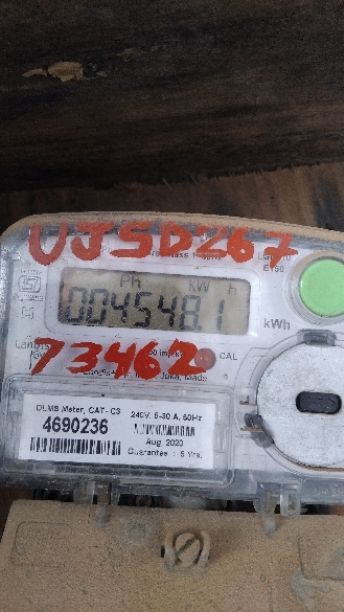 UJSD267
Ph kW h
004548.1
kWh
73462
CAL
DLMS Meter, CAT- C3
4690236
240V, 5-30 A, 50Hz
Aug, 2020
Guarantee : 5 Yrs.